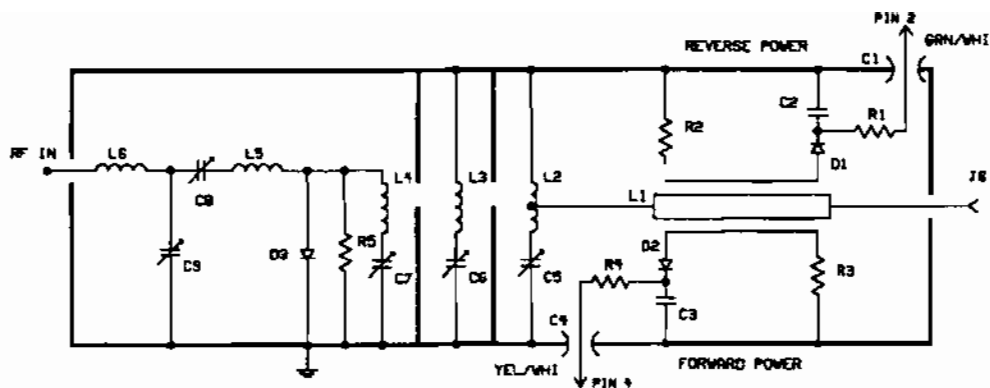 PIN 2
REVERSE POWER
C1
GRN/WHI
C2
R1
R2
D1
RF IN
L6
C8
L5
L4
L3
L2
L1
J6
C9
D3
R5
C7
C6
C5
D2
R4
R3
C3
C4
YEL/WHI
PIN 4
FORWARD POWER